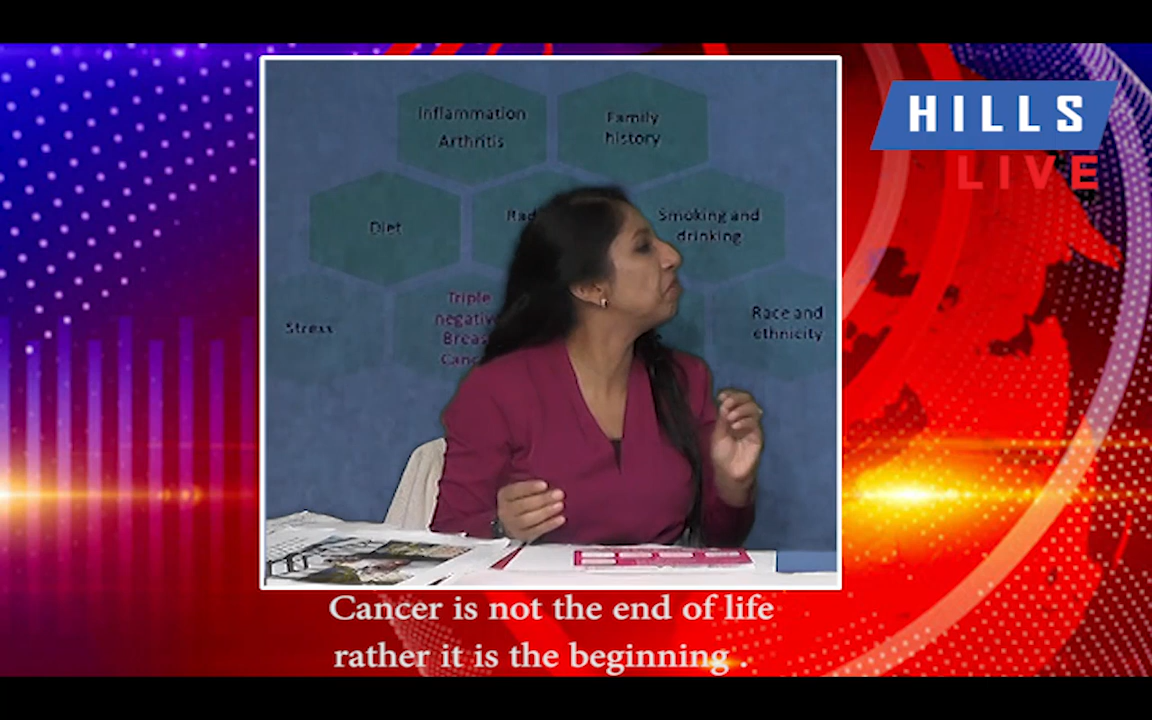 HILLS
LIVE
Inflammation
Arthritis
Family
history
Diet
Smoking and
drinking
Stress
Triple
Race and
ethnicity
Cancer is not the end of life
rather it is the beginning .